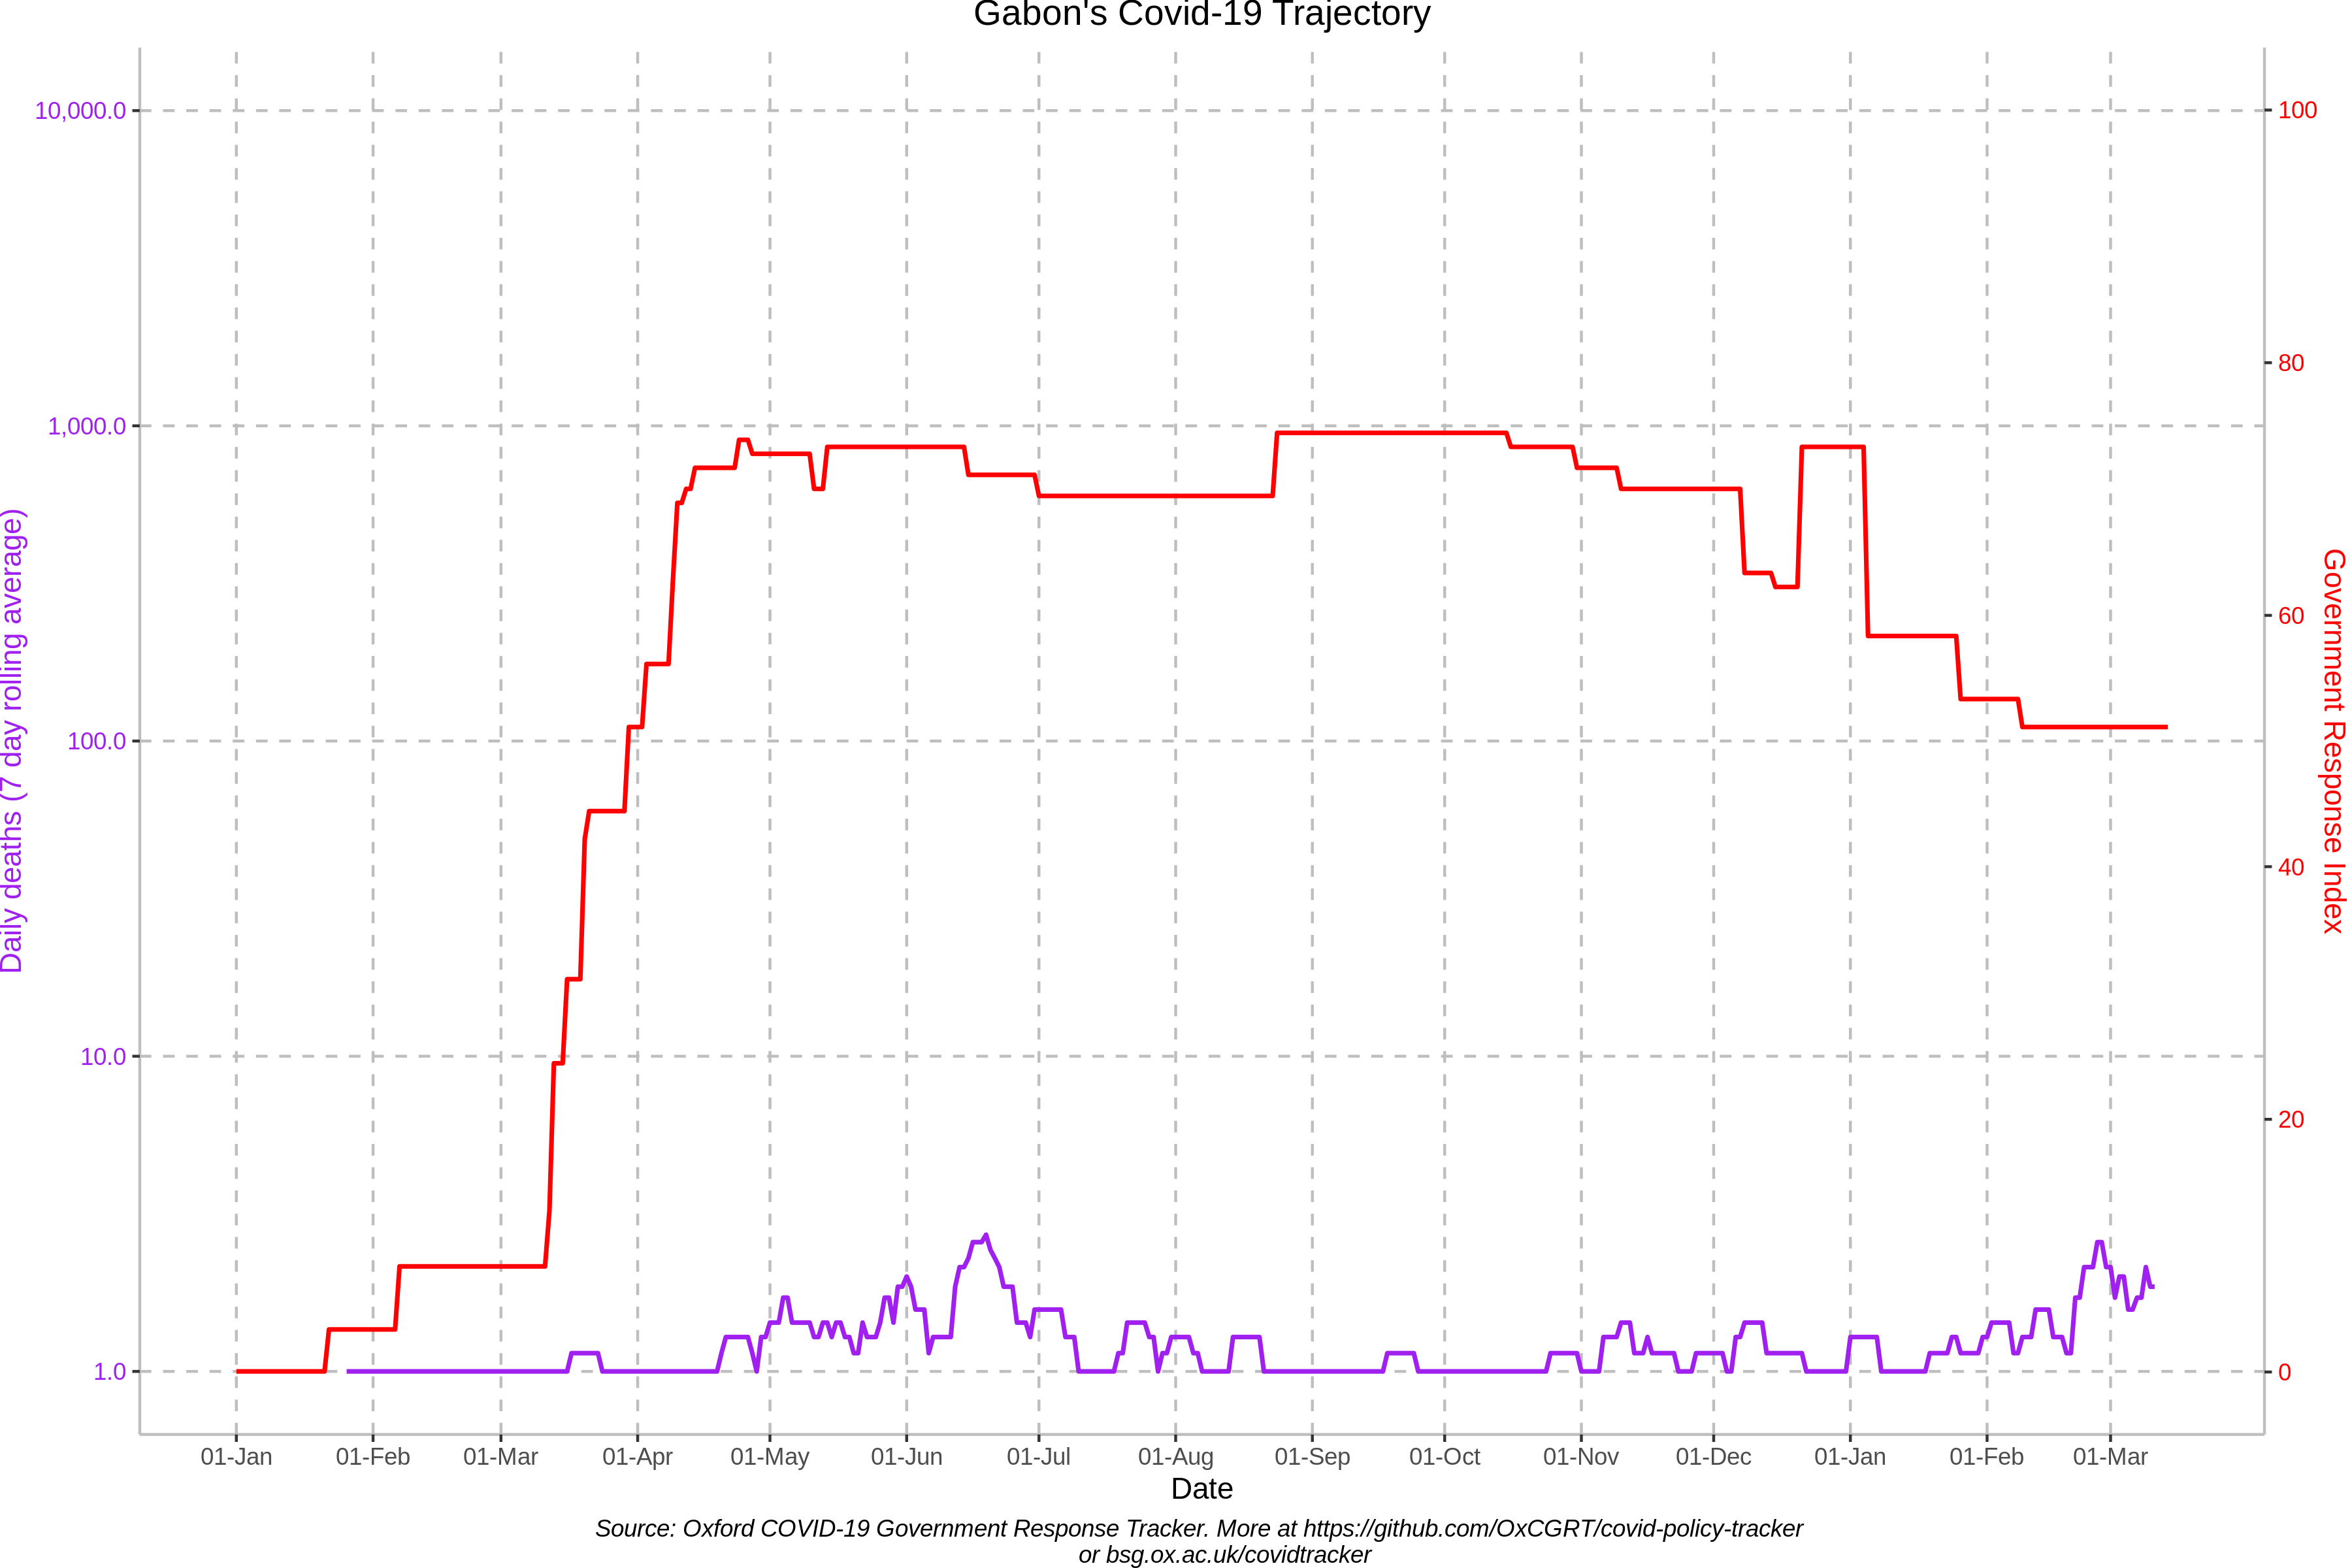 Gabon's Covid-19 Trajectory
10,000.0
1,000.0
100.0
10.0
1.0
Daily deaths (7 day rolling average)
100
80
60
40
20
0
Government Response Index
01-Jan 01-Feb 01-Mar 01-Apr 01-May 01-Jun 01-Jul 01-Aug 01-Sep 01-Oct 01-Nov 01-Dec 01-Jan 01-Feb 01-Mar
Date
Source: Oxford COVID-19 Government Response Tracker. More at https://github.com/OxCGRT/covid-policy-tracker
or bsg.ox.ac.uk/covidtracker